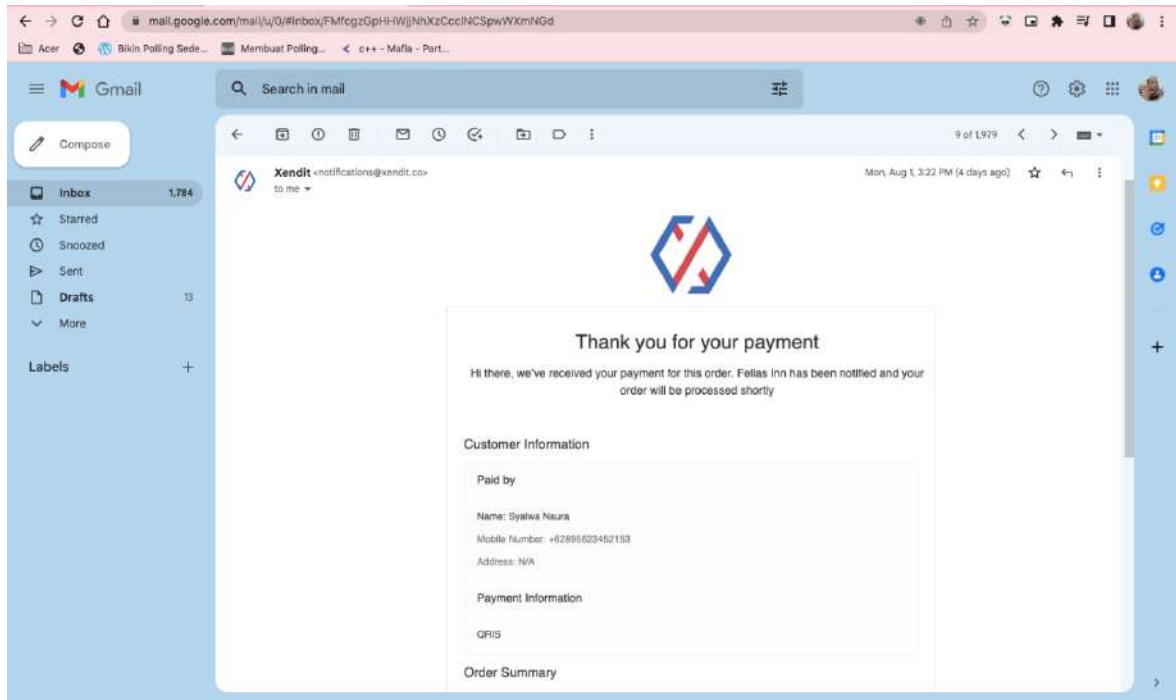 mail.google.com/mail/u/0/#inbox/FMfcgzGpHHWjjNhXzCcclNCSpwWXmNGd
Acer
Bikin Polling Sede...
Membuat Polling...
c++ - Mafia - Part...
Gmail
Search in mail
Compose
9 of 1,979
Inbox 1,784
Starred
Snoozed
Sent
Drafts 13
More
Labels
Xendit <notifications@xendit.co>
Mon, Aug 1, 3:22 PM (4 days ago)
to me
Thank you for your payment
Hi there, we've received your payment for this order. Fellas Inn has been notified and your
order will be processed shortly
Customer Information
Paid by
Name: Syalwa Naura
Mobile Number: +62895623452153
Address: N/A
Payment Information
QRIS
Order Summary